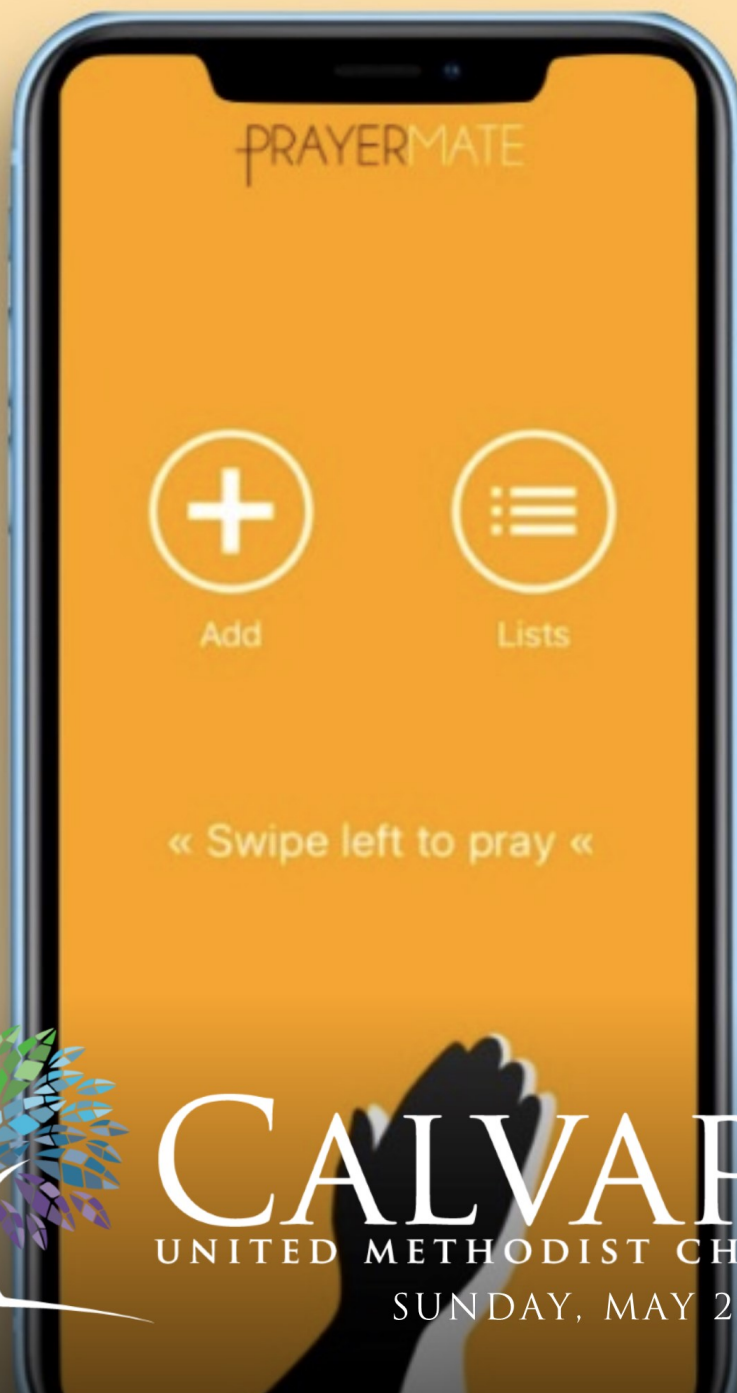 PRAYERMATE
Add
Lists
« Swipe left to pray «
CALVAR
UNITED METHODIST CH
SUNDAY, MAY 2